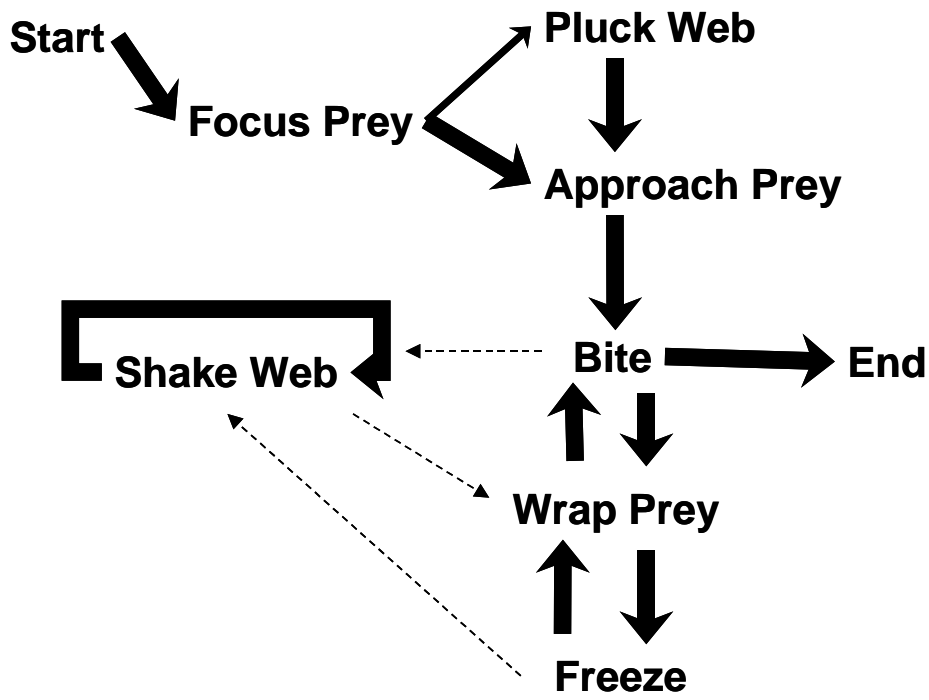 Start
Pluck Web
Focus Prey
Approach Prey
Bite
End
Shake Web
Wrap Prey
Freeze